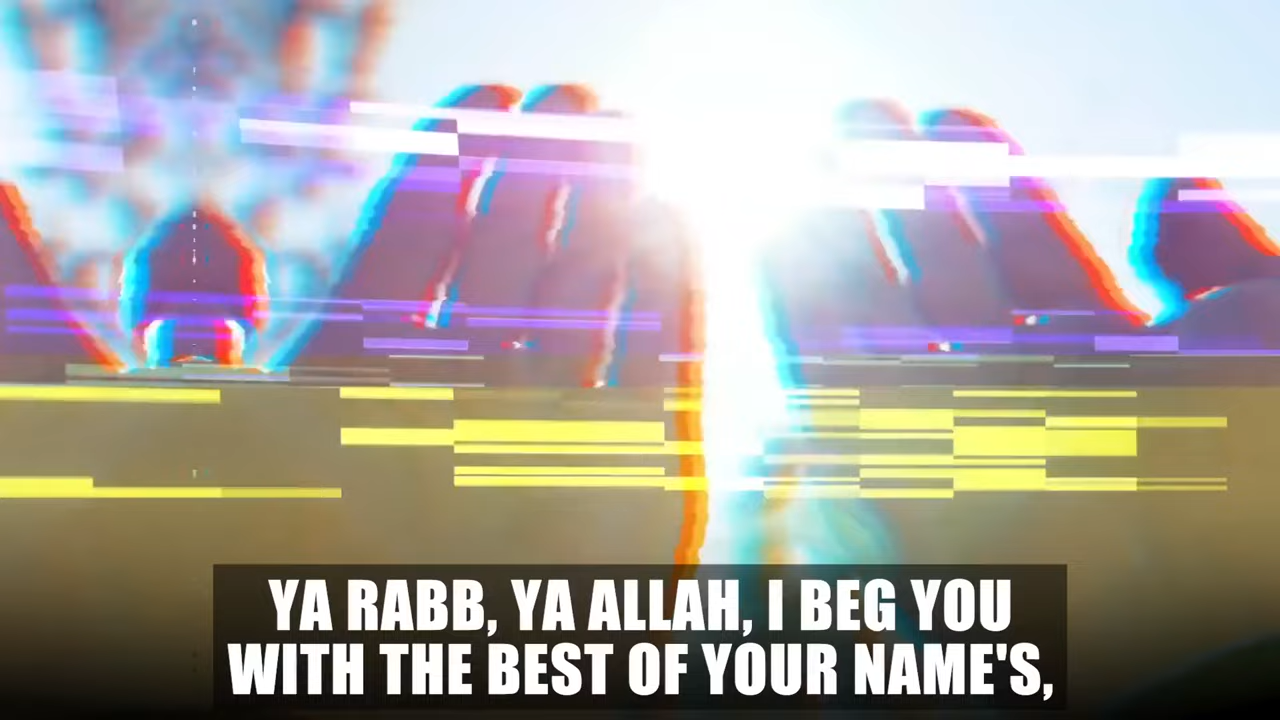 YA RABB, YA ALLAH, I BEG YOU
WITH THE BEST OF YOUR NAME'S,